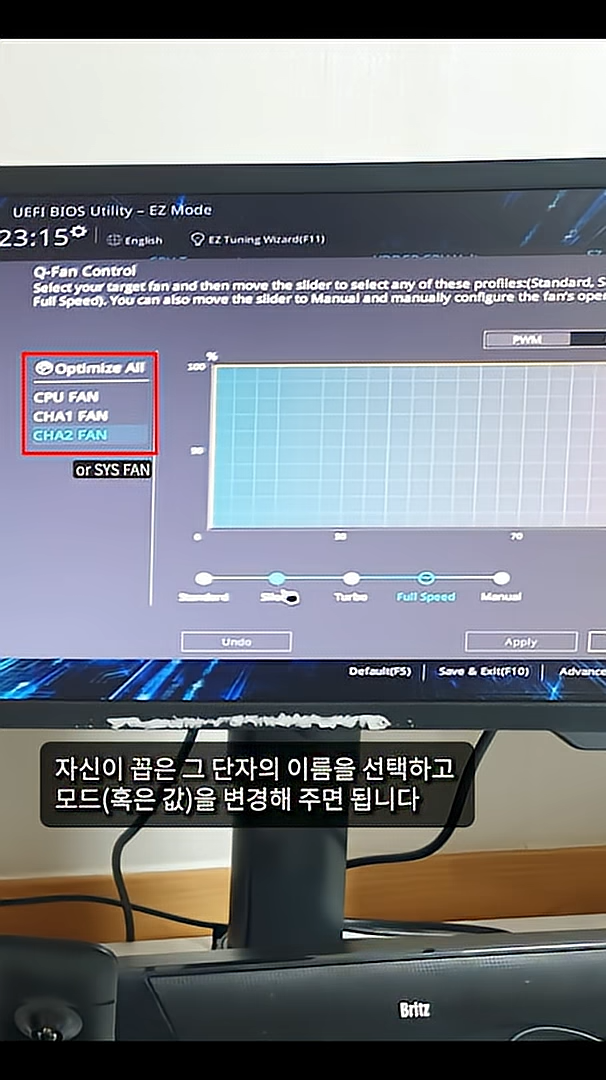 UEFI BIOS Utility – EZ Mode
23:15
English
EZ Tuning Wizard(F11)
Q-Fan Control
Select your target fan and then move the slider to select any of these profiles:(Standard, S
Full Speed). You can also move the slider to Manual and manually configure the fan's oper
PWM
Optimize All
CPU FAN
CHA1 FAN
CHA2 FAN
or SYS FAN
%
100
50
0
30
70
Standard
Turbo
Full Speed
Manual
Undo
Apply
Default(F5)
Save & Exit(F10)
Advance
자신이 꼽은 그 단자의 이름을 선택하고
모드(혹은 값)을 변경해 주면 됩니다
Britz